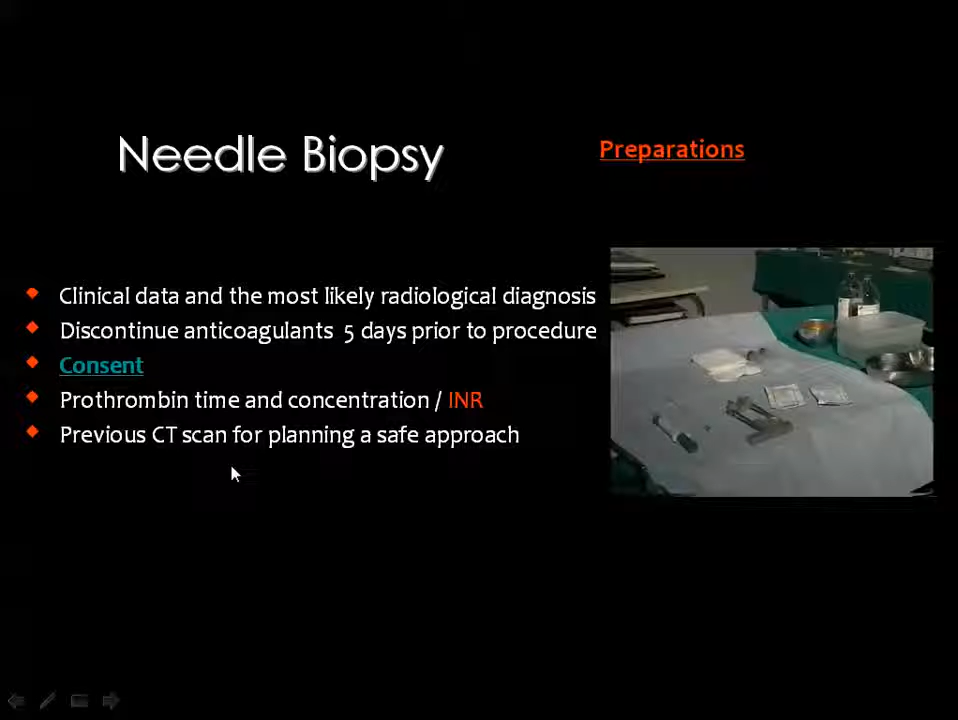 Needle Biopsy
Preparations
Clinical data and the most likely radiological diagnosis
Discontinue anticoagulants 5 days prior to procedure
Consent
Prothrombin time and concentration / INR
Previous CT scan for planning a safe approach